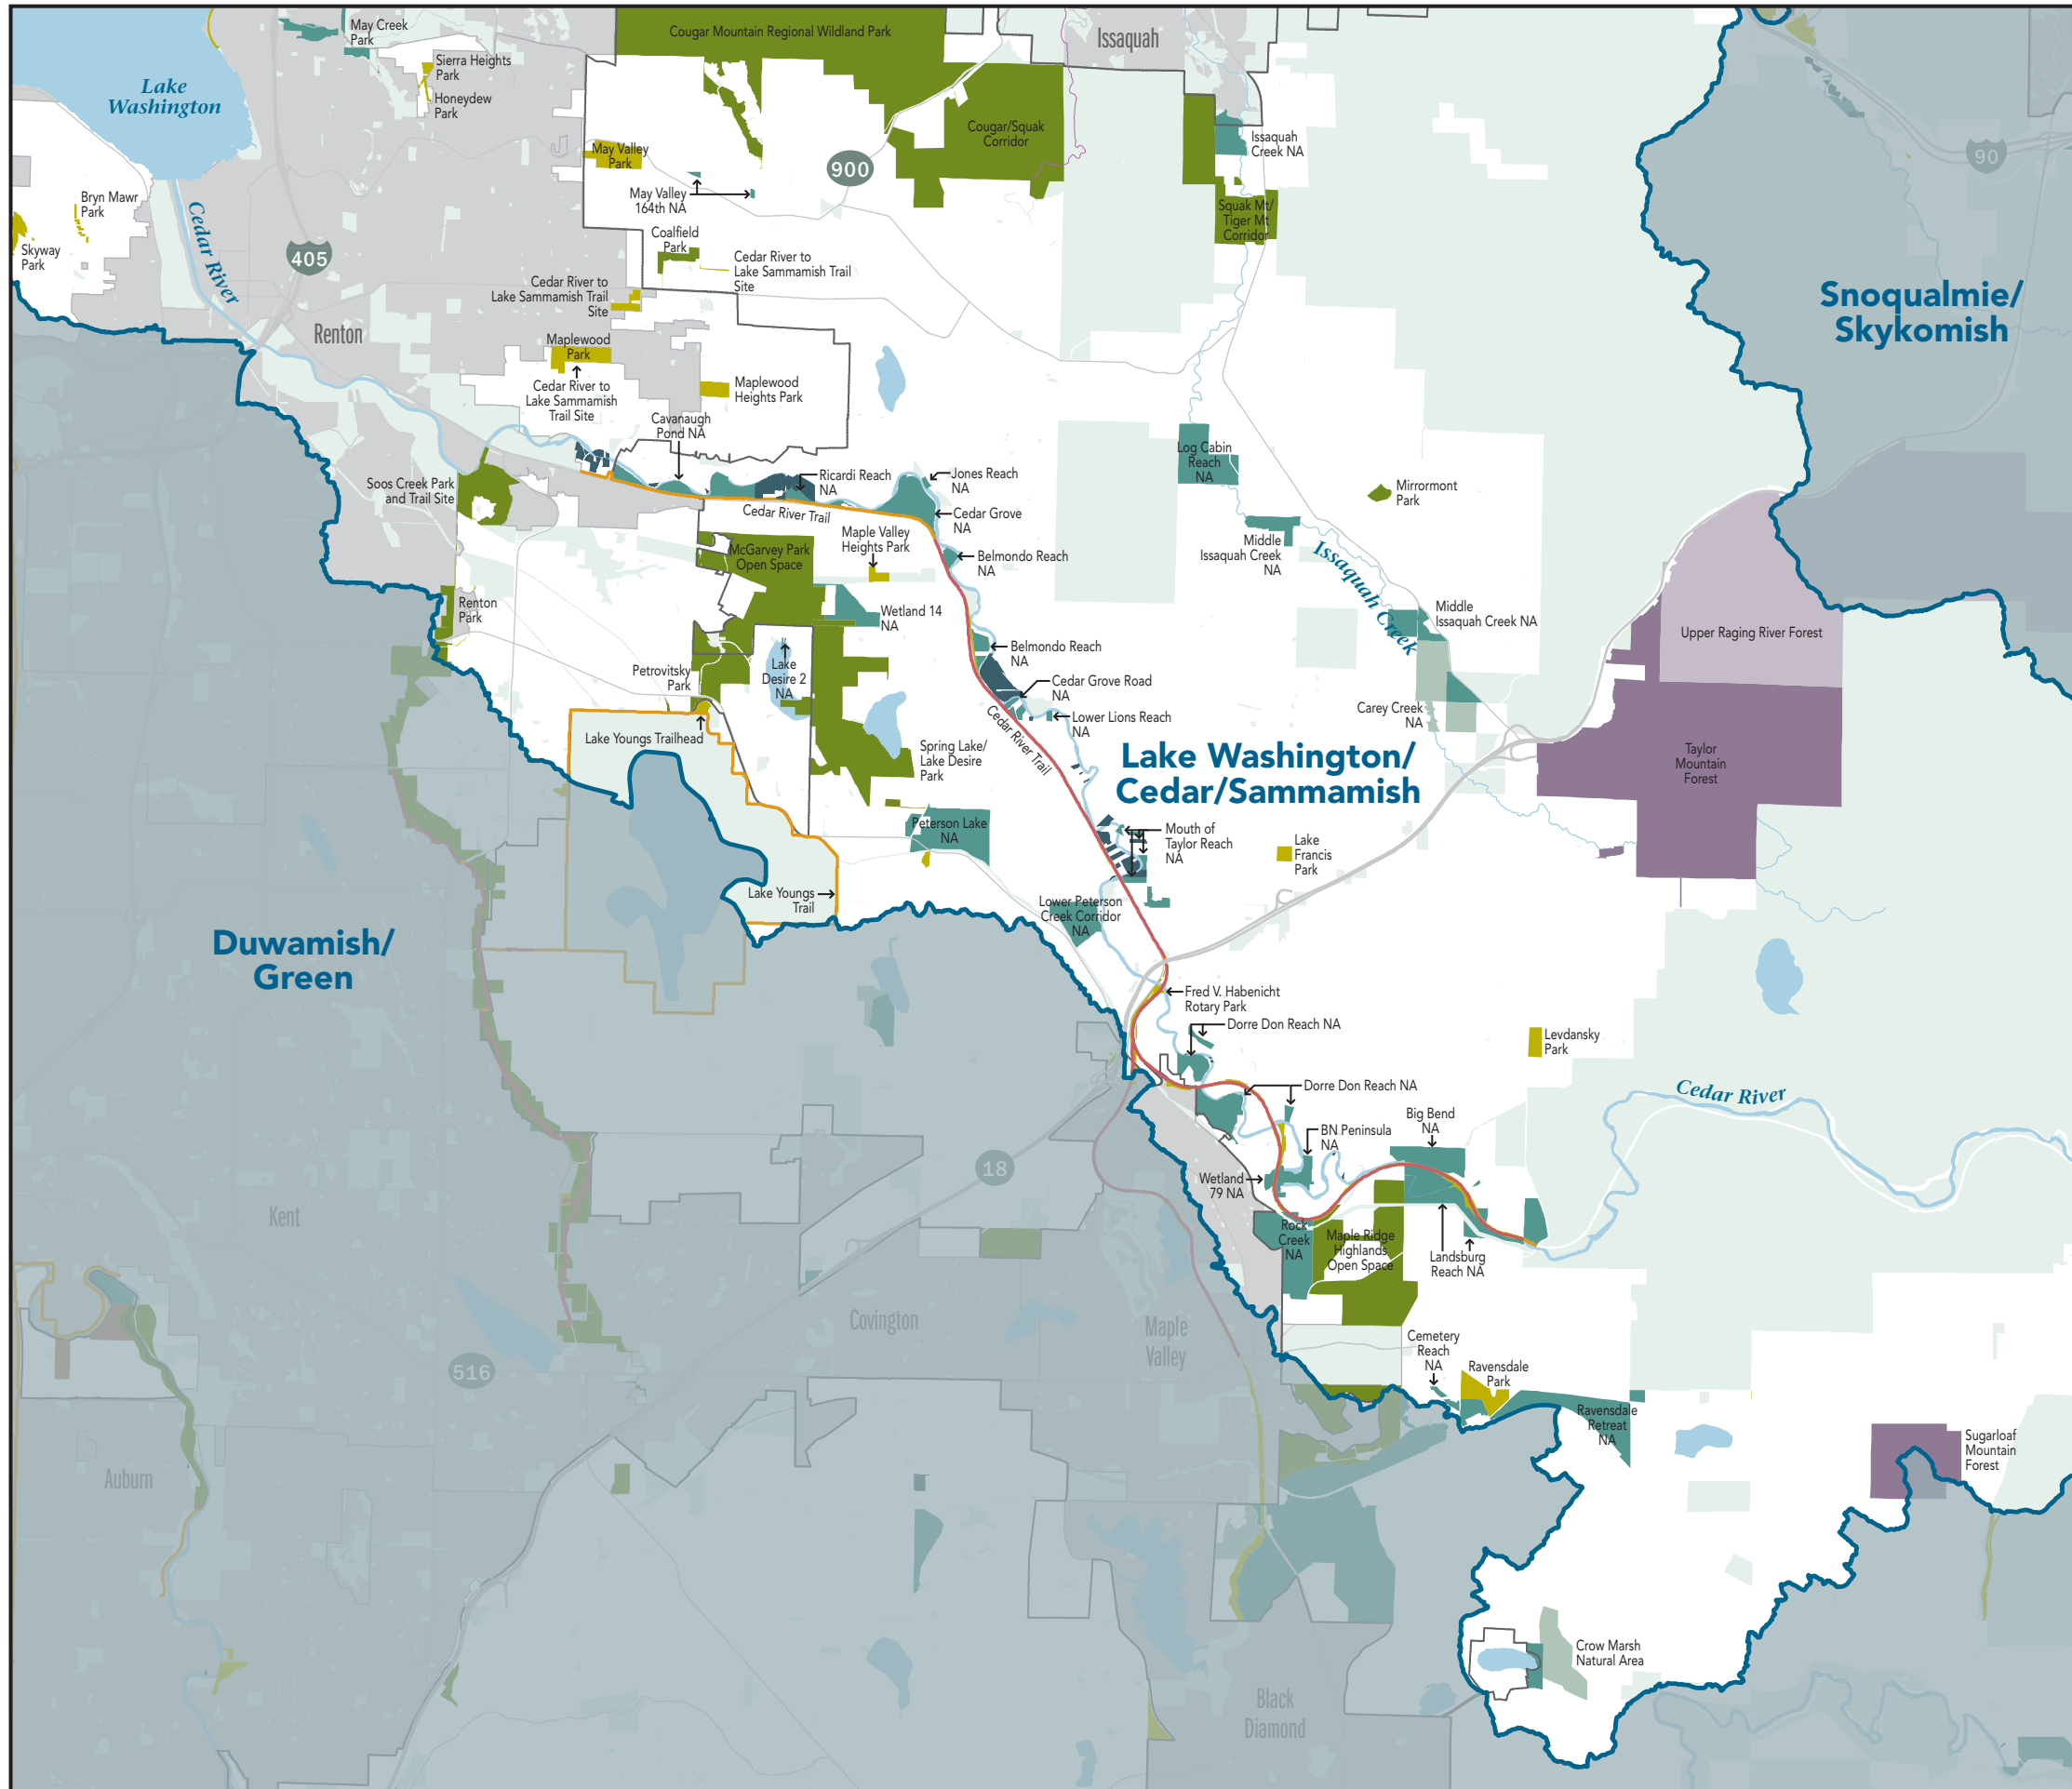 May Creek
Park
Cougar Mountain Regional Wildland Park
Issaquah
Sierra Heights
Park
Honeydew
Park
Lake
Washington
Cougar/Squak
Corridor
Issaquah
Creek NA
90
May Valley
Park
900
May Valley
164th NA
Bryn Mawr
Park
Skyway
Park
Cedar River
405
Squak Mt/
Tiger Mt
Corridor
Coalfield
Park
Cedar River to
Lake Sammamish Trail
Site
Cedar River to
Lake Sammamish Trail
Site
Snoqualmie/
Skykomish
Renton
Maplewood
Park
Cedar River to
Lake Sammamish
Trail Site
Maplewood
Heights Park
Cavanaugh
Pond NA
Soos Creek Park
and Trail Site
Ricardi Reach
NA
Jones Reach
NA
Log Cabin
Reach
NA
Mirrormont
Park
Cedar River Trail
Cedar Grove
NA
McGarvey Park
Open Space
Maple Valley
Heights Park
Belmondo Reach
NA
Middle
Issaquah Creek
NA
Issaquah Creek
Renton
Park
Wetland 14
NA
Middle
Issaquah Creek NA
Upper Raging River Forest
Belmondo Reach
NA
Petrovitsky
Park
Lake
Desire 2
NA
Cedar Grove Road
NA
Lower Lions Reach
NA
Carey Creek
NA
Lake Youngs Trailhead
Cedar River Trail
Spring Lake/
Lake Desire
Park
Lake Washington/
Cedar/Sammamish
Taylor
Mountain
Forest
Peterson Lake
NA
Mouth of
Taylor Reach
NA
Lake
Francis
Park
Lake Youngs
Trail
Lower Peterson
Creek Corridor
NA
Duwamish/
Green
Fred V. Habenicht
Rotary Park
Dorre Don Reach NA
Levdansky
Park
Dorre Don Reach NA
Cedar River
Big Bend
NA
BN Peninsula
NA
18
Wetland
79 NA
Kent
Rock
Creek
NA
Maple Ridge
Highlands
Open Space
Landsburg
Reach NA
Covington
Maple
Valley
Cemetery
Reach
NA
516
Ravensdale
Park
Ravensdale
Retreat
NA
Sugarloaf
Mountain
Forest
Auburn
Crow Marsh
Natural Area
Black
Diamond